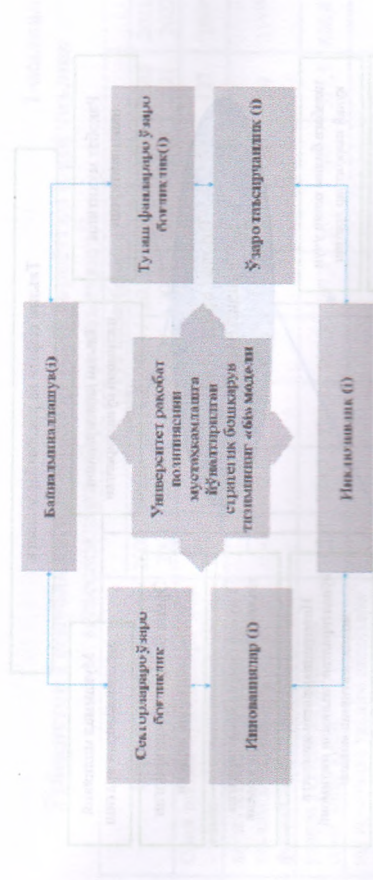 Байналмилаллашув(i)
Секторлараро ўзаро
боғлиқлик
Туташ фанлараро ўзаро
боғлиқлик(i)
Университет рақобат
позициясини
мустаҳкамлашга
йўналтирилган
стратегик бошқарув
тизимининг «6i» модели
Инновациялар (i)
Ўзаро таъсирчанлик (i)
Инклюзивлик (i)